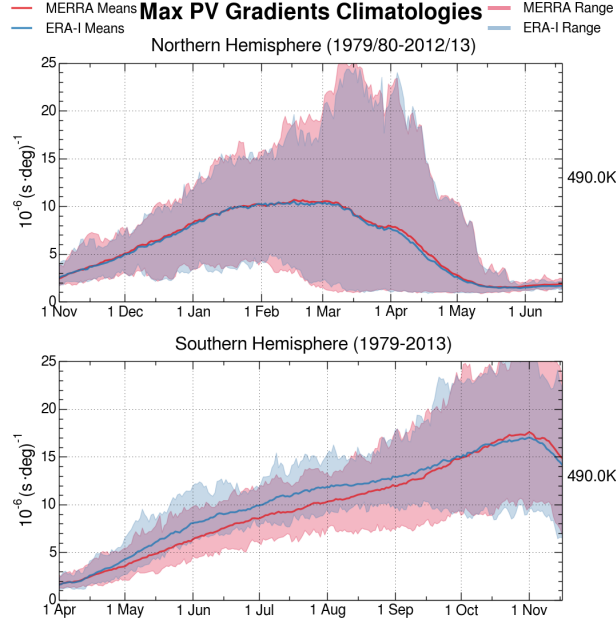 Max PV Gradients Climatologies
MERRA Means
ERA-I Means
MERRA Range
ERA-I Range
Northern Hemisphere (1979/80-2012/13)
25
20
15
10
5
0
10⁻⁶ (s·deg)⁻¹
490.0K
1 Nov 1 Dec 1 Jan 1 Feb 1 Mar 1 Apr 1 May 1 Jun
Southern Hemisphere (1979-2013)
25
20
15
10
5
0
10⁻⁶ (s·deg)⁻¹
490.0K
1 Apr 1 May 1 Jun 1 Jul 1 Aug 1 Sep 1 Oct 1 Nov